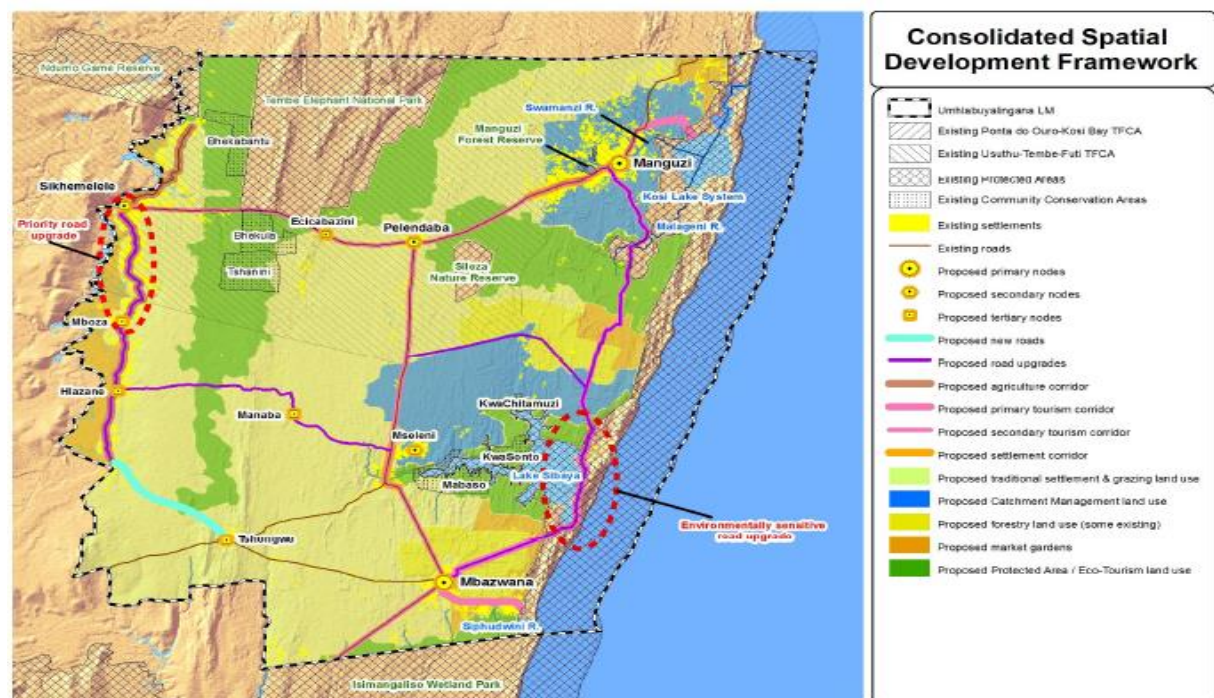 Consolidated Spatial
Development Framework
Umhlabuyalingana LM
Existing Ponta do Ouro-Kosi Bay TFCA
Existing Usuthu-Tembe-Futi TFCA
Existing Protected Areas
Existing Community Conservation Areas
Existing settlements
Existing roads
Proposed primary nodes
Proposed secondary nodes
Proposed tertiary nodes
Proposed new roads
Proposed road upgrades
Proposed agriculture corridor
Proposed primary tourism corridor
Proposed secondary tourism corridor
Proposed settlement corridor
Proposed traditional settlement & grazing land use
Proposed Catchment Management land use
Proposed forestry land use (some existing)
Proposed market gardens
Proposed Protected Area / Eco-Tourism land use
Ndumo Game Reserve
Tembe Elephant National Park
Swamanzi R.
Manguzi
Forest Reserve
Bhekabantu
Manguzi
Sikhemelele
Kosi Lake System
Priority road
upgrade
Ecicabazini
Pelendaba
Malageni R.
Bhekula
Tshanini
Sileza
Nature Reserve
Mboza
Hlazane
Manaba
KwaChitamuzi
Mseleni
KwaSonto
Lake Sibaya
Mabaso
Environmentally sensitive
road upgrade
Mbazwana
Siphudwini R.
Isimangaliso Wetland Park